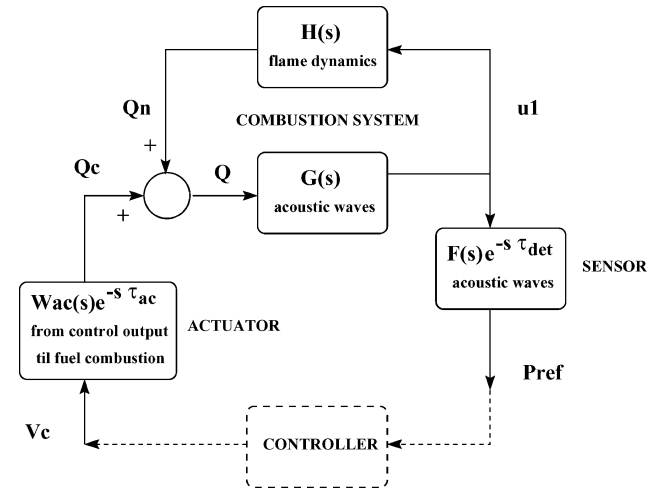 H(s)
flame dynamics
Qn
u1
COMBUSTION SYSTEM
+
Qc
Q
G(s)
acoustic waves
+
F(s)e^-s τdet
acoustic waves
SENSOR
Wac(s)e^-s τac
from control output
til fuel combustion
ACTUATOR
Pref
Vc
CONTROLLER